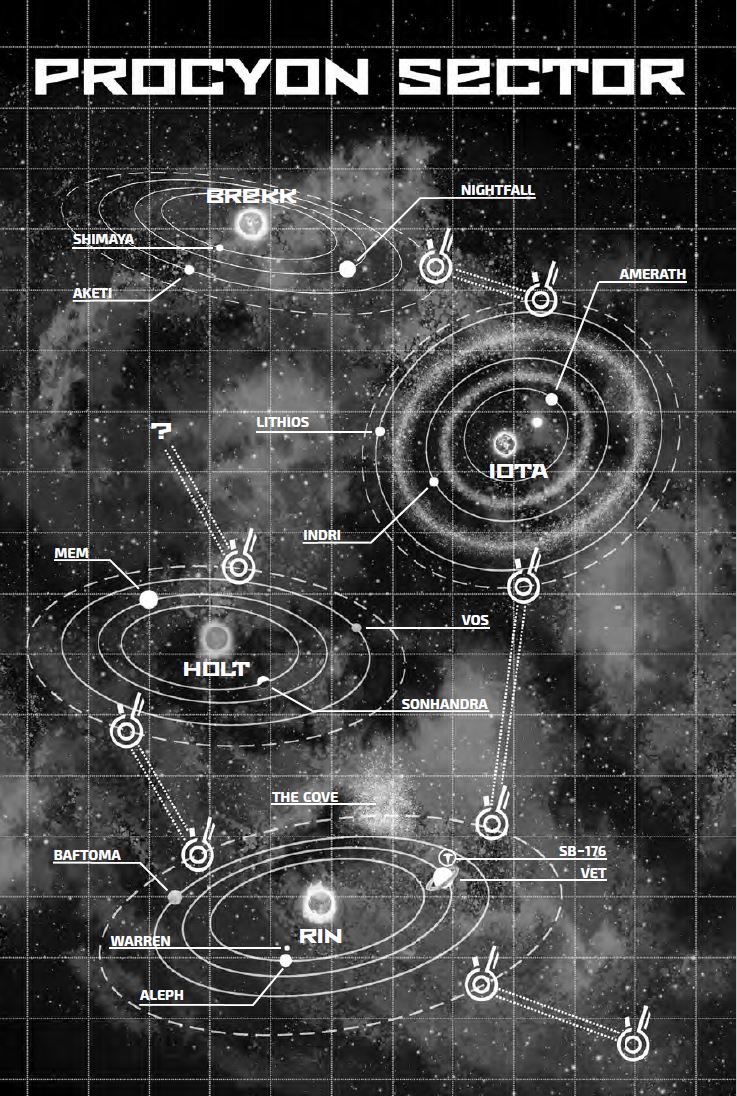 PROCYON SECTOR
BREKK
NIGHTFALL
SHIMAYA
AKETI
AMERATH
LITHIOS
?
IOTA
INDRI
MEM
VOS
HOLT
SONHANDRA
THE COVE
BAFTOMA
SB-176
VET
RIN
WARREN
ALEPH